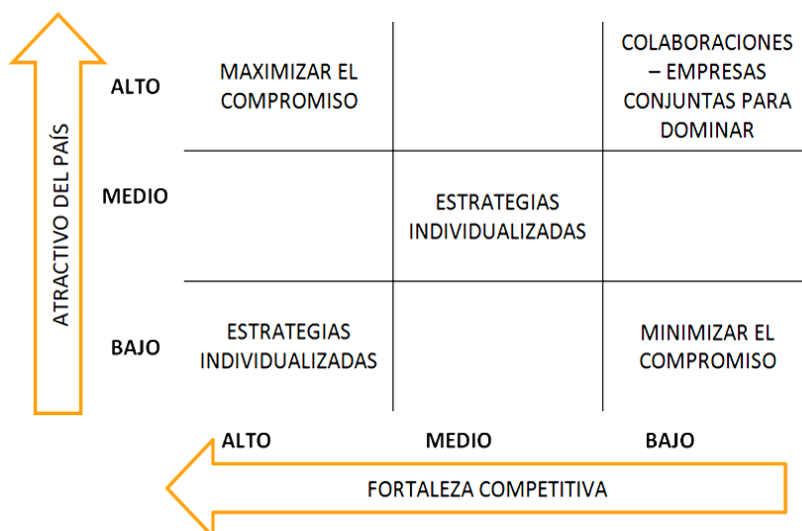 ATRACTIVO DEL PAÍS
ALTO
MAXIMIZAR EL
COMPROMISO
COLABORACIONES
– EMPRESAS
CONJUNTAS PARA
DOMINAR
MEDIO
ESTRATEGIAS
INDIVIDUALIZADAS
BAJO
ESTRATEGIAS
INDIVIDUALIZADAS
MINIMIZAR EL
COMPROMISO
ALTO
MEDIO
BAJO
FORTALEZA COMPETITIVA